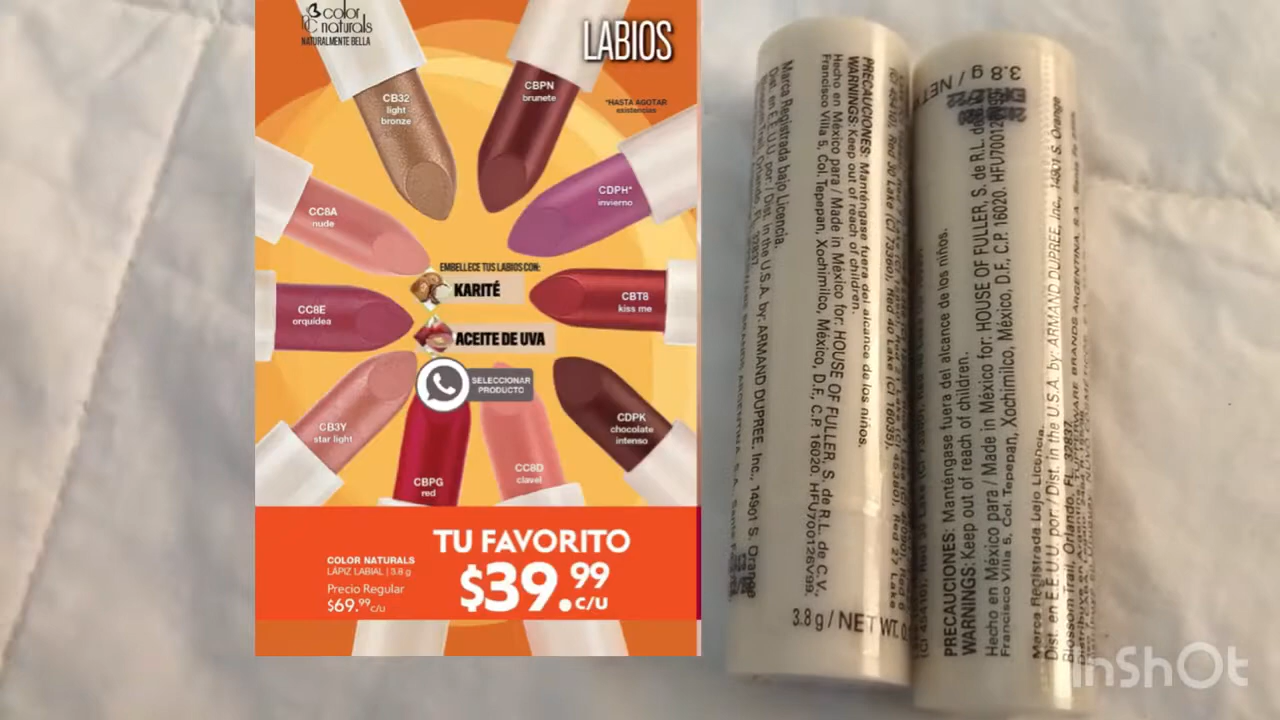 color
naturals
NATURALMENTE BELLA
LABIOS
CB32
light
bronze
CBPN
brunete
*HASTA AGOTAR
existencias
CDPH*
invierno
CC8A
nude
EMBELLECE TUS LABIOS CON:
KARITÉ
CC8E
orquídea
CBT8
kiss me
ACEITE DE UVA
SELECCIONAR
PRODUCTO
CB3Y
star light
CDPK
chocolate
intenso
CBPG
red
CC8D
clavel
TU FAVORITO
COLOR NATURALS
LÁPIZ LABIAL | 3.8 g
Precio Regular
$69.99 c/u
$39.99 c/u
PRECAUCIONES: Manténgase fuera del alcance de los niños.
WARNINGS: Keep out of reach of children.
Hecho en México para / Made in México for: HOUSE OF FULLER, S. de R.L. de C.V.,
Francisco Villa 5, Col. Tepepan, Xochimilco, México, D.F., C.P. 16020. HFU700126V99.
Marca Registrada bajo Licencia.
Dist. en E.E.U.U. por: / Dist. in the U.S.A. by: ARMAND DUPREE, Inc., 14901 S. Orange
3.8 g / NET WT.
3.8 g / NET
PRECAUCIONES: Manténgase fuera del alcance de los niños.
WARNINGS: Keep out of reach of children.
Hecho en México para / Made in México for: HOUSE OF FULLER, S. de R.L. de
Francisco Villa 5, Col. Tepepan, Xochimilco, México, D.F., C.P. 16020. HFU700126
Marca Registrada bajo Licencia.
Dist. en E.E.U.U. por: / Dist. in the U.S.A. by: ARMAND DUPREE, Inc., 14901 S. Orange
Blossom Trail, Orlando, FL 32837
InShOt